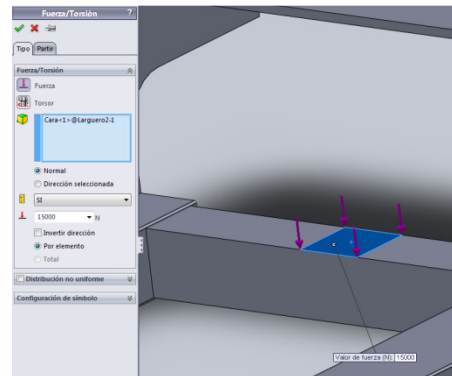 Fuerza/Torsión ?
Tipo Partir
Fuerza/Torsión
Fuerza
Torsor
Cara<1>@Larguero2-1
Normal
Dirección seleccionada
SI
15000 N
Invertir dirección
Por elemento
Total
Distribución no uniforme
Configuración de símbolo
Valor de fuerza (N): 15000